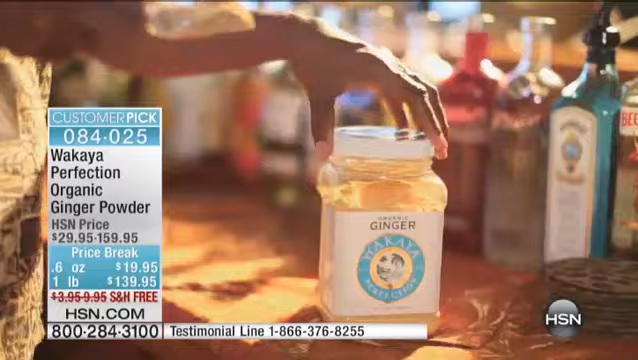 CUSTOMERPICK
084-025
Wakaya
Perfection
Organic
Ginger Powder
HSN Price
$29.95-159.95
Price Break
.6 oz $19.95
1 lb $139.95
$3.95-9.95 S&H FREE
HSN.COM
800-284-3100 Testimonial Line 1-866-376-8255
ORGANIC
GINGER
WAKAYA
PERFECTION
HSN